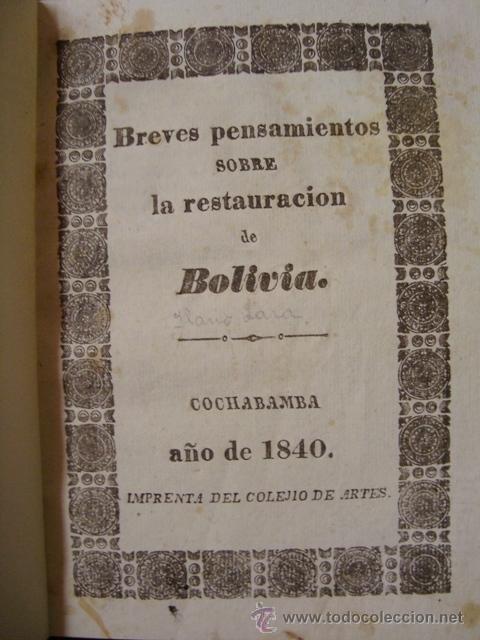 Breves pensamientos
SOBRE
la restauracion
de
Bolivia.
Lara
COCHABAMBA
año de 1840.
IMPRENTA DEL COLEJIO DE ARTES.
www.todocoleccion.net